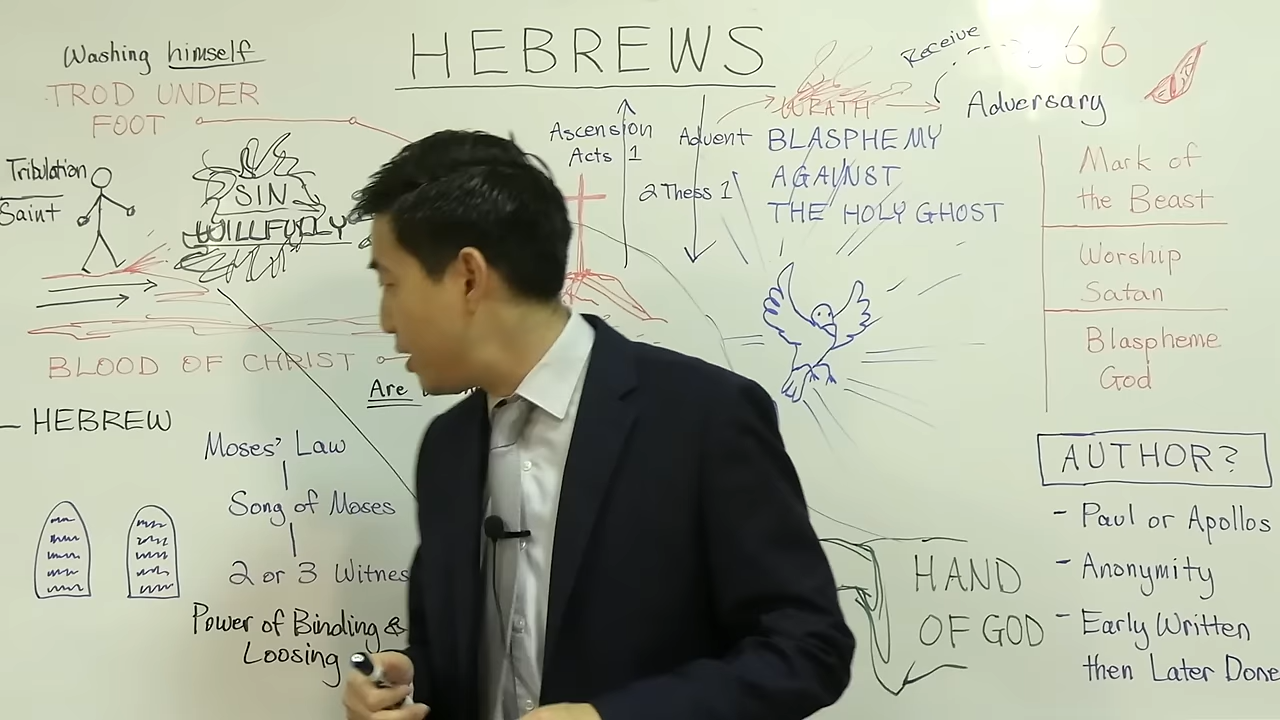 HEBREWS
Washing himself
TROD UNDER
FOOT
Tribulation
Saint
SIN
WILLFULLY
BLOOD OF CHRIST
Are
- HEBREW
Moses' Law
Song of Moses
2 or 3 Witnes
Power of Binding &
Loosing
Ascension
Acts 1
Advent
2 Thess 1
WRATH
BLASPHEMY
AGAINST
THE HOLY GHOST
Receive
66
Adversary
Mark of
the Beast
Worship
Satan
Blaspheme
God
HAND
OF GOD
AUTHOR?
- Paul or Apollos
- Anonymity
- Early Written
then Later Done